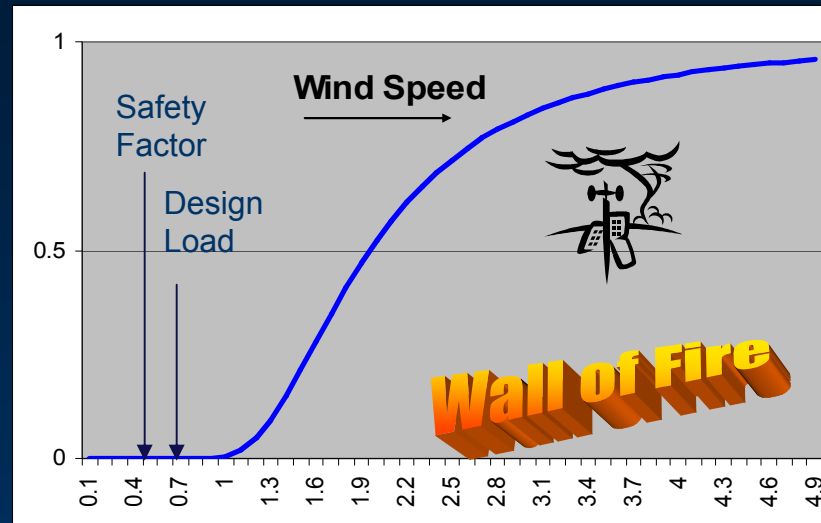 1
Wind Speed
Safety
Factor
Design
Load
0.5
Wall of Fire
0
0.1 0.4 0.7 1 1.3 1.6 1.9 2.2 2.5 2.8 3.1 3.4 3.7 4 4.3 4.6 4.9